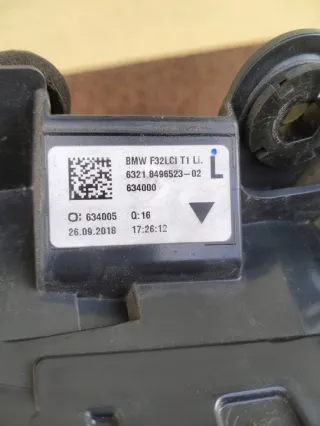 BMW F32LCI T1 Li.
L
6321 8496523-02
634000
634005 Q:16
26.09.2018 17:26:12